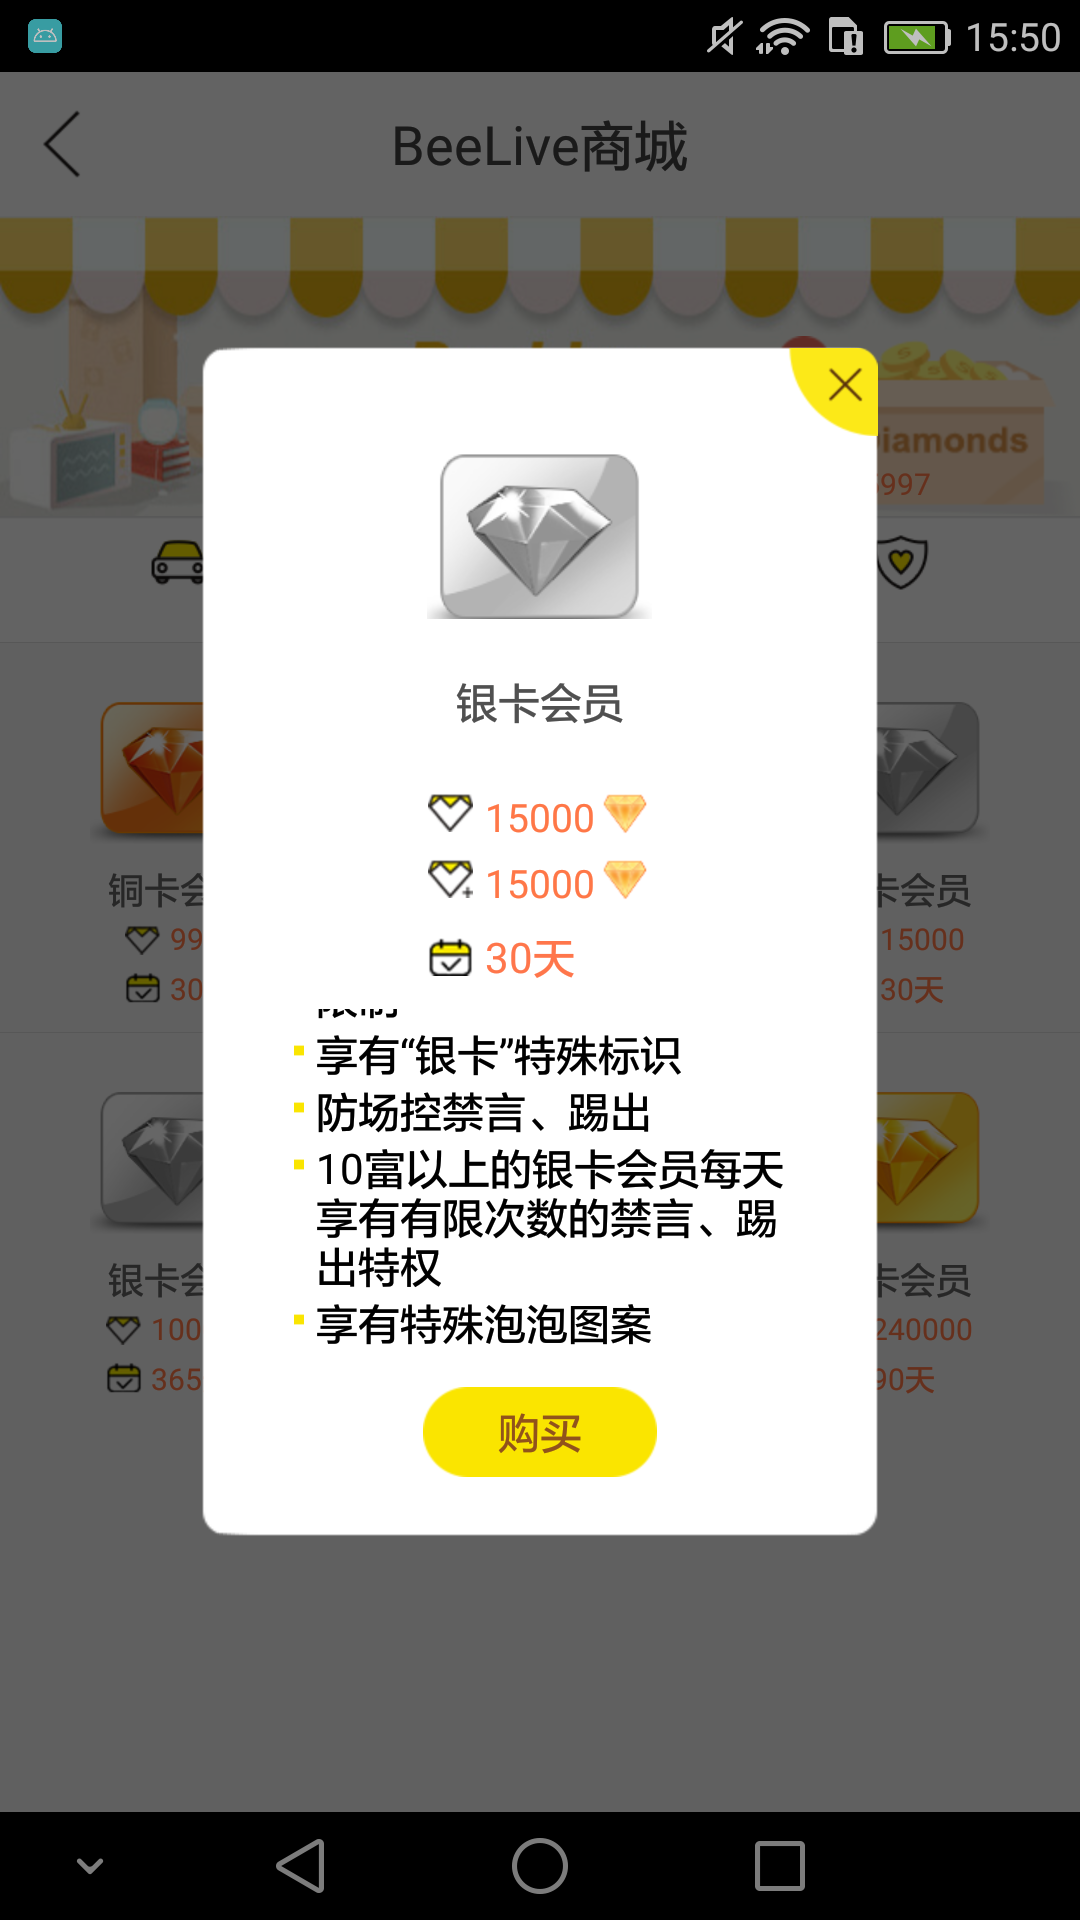 15:50
BeeLive商城
iamonds
997
银卡会员
15000
15000
30天
享有“银卡”特殊标识
防场控禁言、踢出
10富以上的银卡会员每天
享有有限次数的禁言、踢
出特权
享有特殊泡泡图案
购买
铜卡会
99
30
卡会员
15000
30天
银卡会
100
365
卡会员
240000
90天